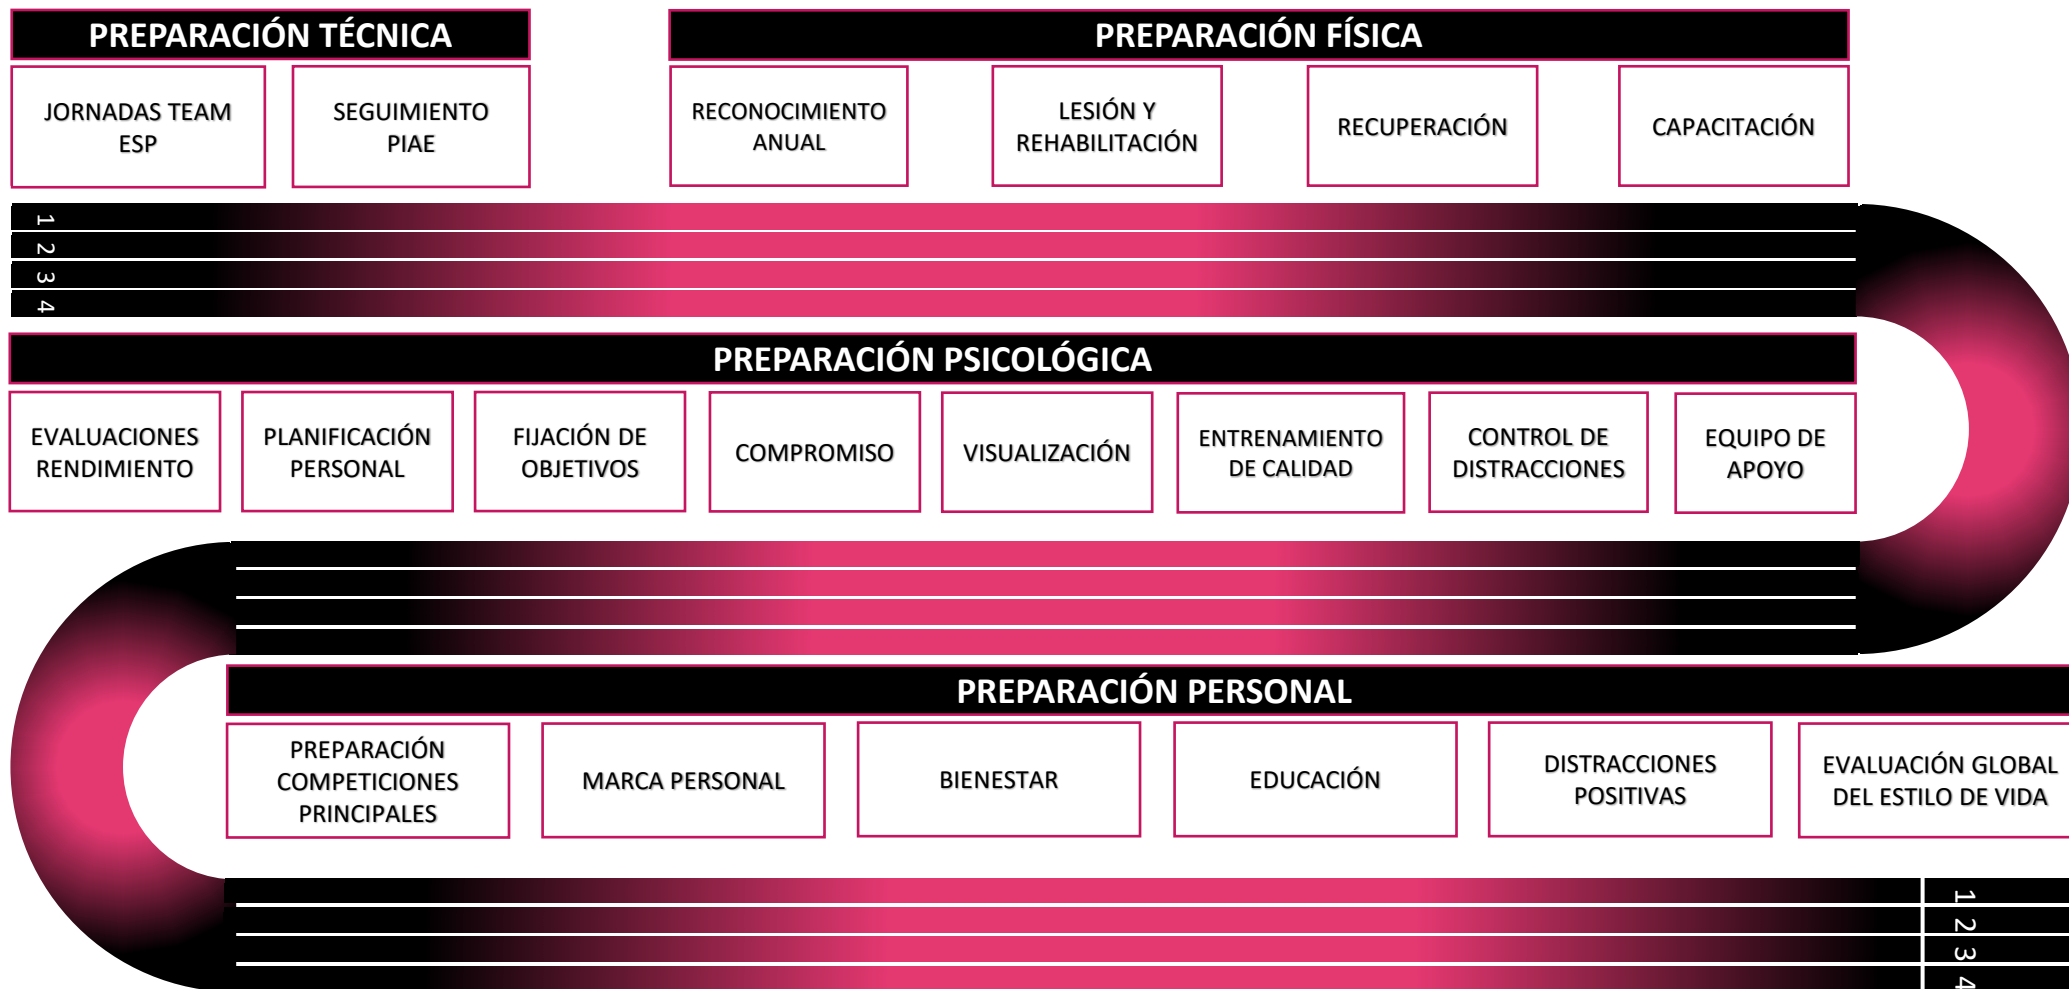 PREPARACIÓN TÉCNICA
JORNADAS TEAM
ESP
SEGUIMIENTO
PIAE
PREPARACIÓN FÍSICA
RECONOCIMIENTO
ANUAL
LESIÓN Y
REHABILITACIÓN
RECUPERACIÓN
CAPACITACIÓN
1
2
3
4
PREPARACIÓN PSICOLÓGICA
EVALUACIONES
RENDIMIENTO
PLANIFICACIÓN
PERSONAL
FIJACIÓN DE
OBJETIVOS
COMPROMISO
VISUALIZACIÓN
ENTRENAMIENTO
DE CALIDAD
CONTROL DE
DISTRACCIONES
EQUIPO DE
APOYO
PREPARACIÓN PERSONAL
PREPARACIÓN
COMPETICIONES
PRINCIPALES
MARCA PERSONAL
BIENESTAR
EDUCACIÓN
DISTRACCIONES
POSITIVAS
EVALUACIÓN GLOBAL
DEL ESTILO DE VIDA
1
2
3
4